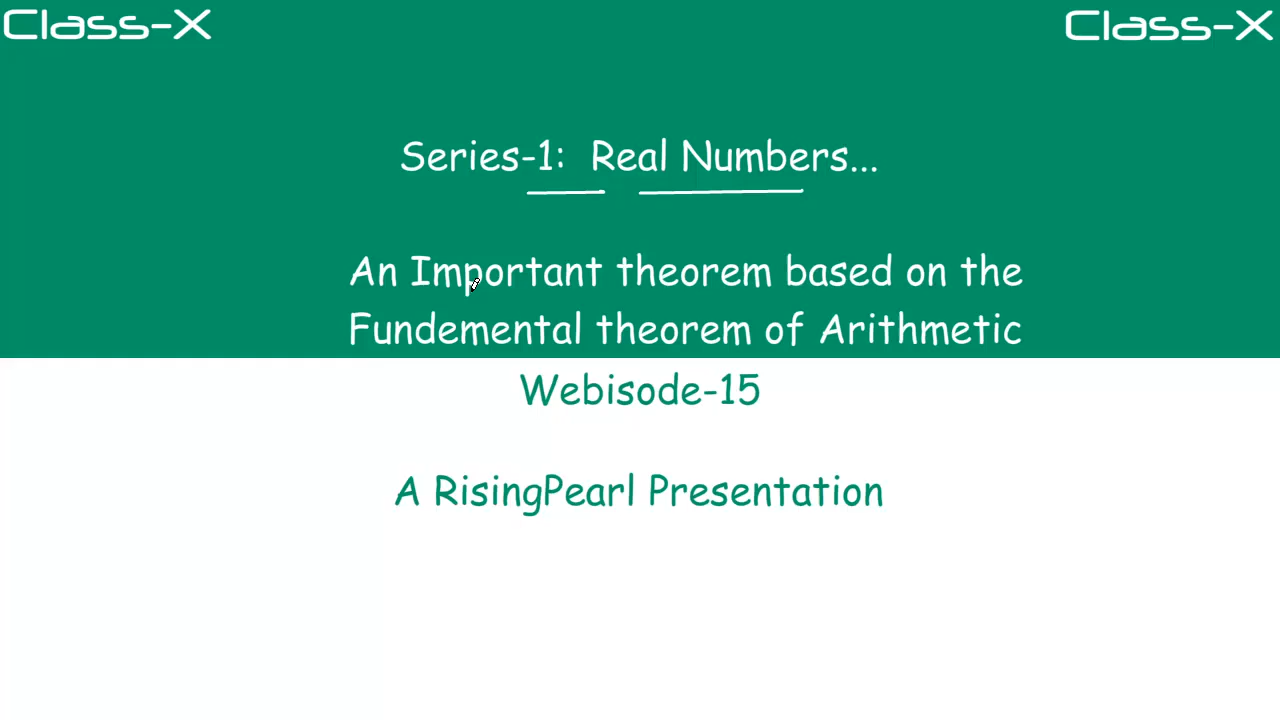 Class-X Class-X
Series-1: Real Numbers...
An Important theorem based on the
Fundemental theorem of Arithmetic
Webisode-15
A RisingPearl Presentation